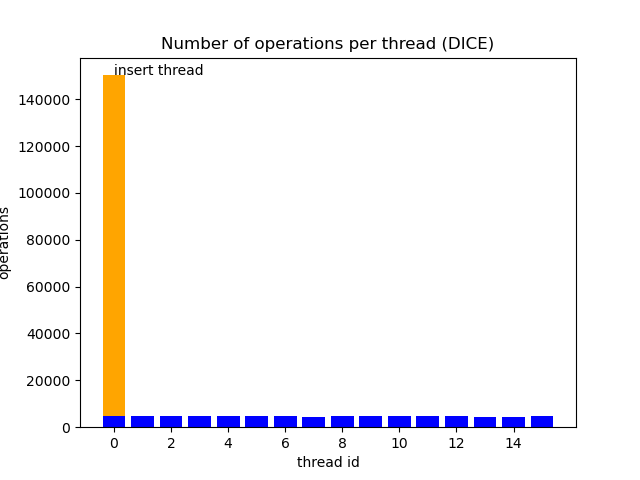 Number of operations per thread (DICE)
insert thread
140000
120000
100000
80000
60000
40000
20000
0
operations
0 2 4 6 8 10 12 14
thread id